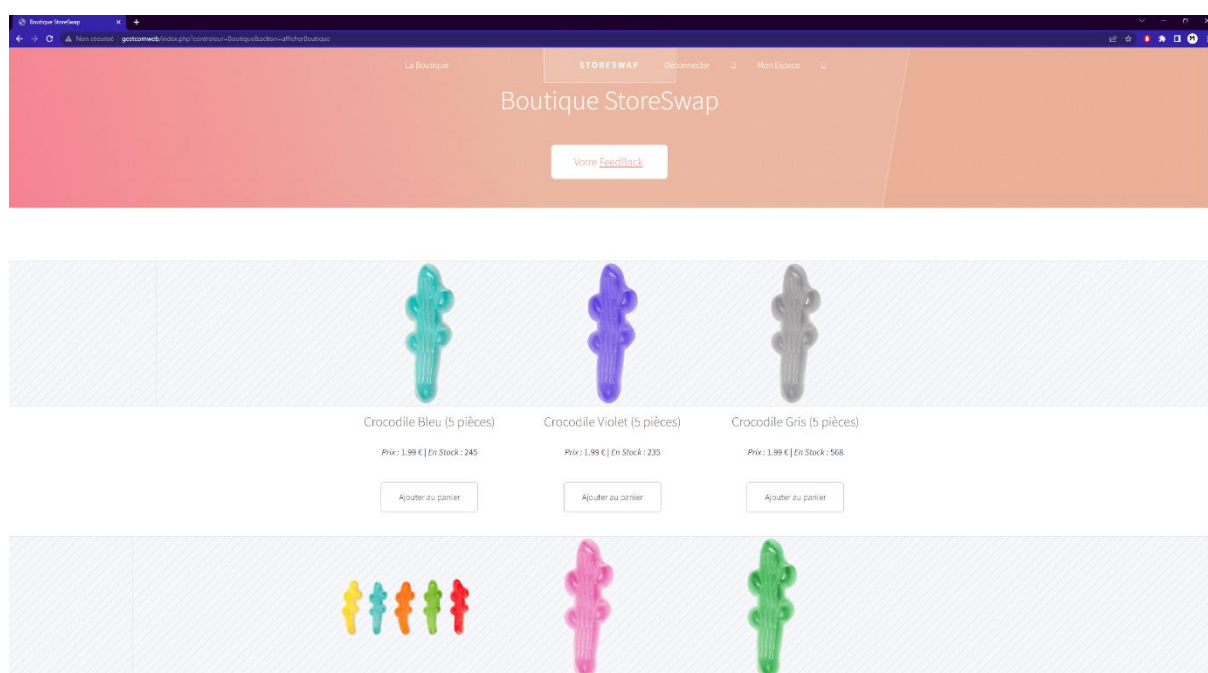 Boutique StoreSwap
Non sécurisé | gestcomweb/index.php?controleur=Boutique&action=afficherBoutique
La Boutique STORESWAP Déconnecter Mon Espace
Boutique StoreSwap
Votre FeedBack
Crocodile Bleu (5 pièces) Crocodile Violet (5 pièces) Crocodile Gris (5 pièces)
Prix : 1.99 € | En Stock : 245 Prix : 1.99 € | En Stock : 235 Prix : 1.99 € | En Stock : 568
Ajouter au panier Ajouter au panier Ajouter au panier